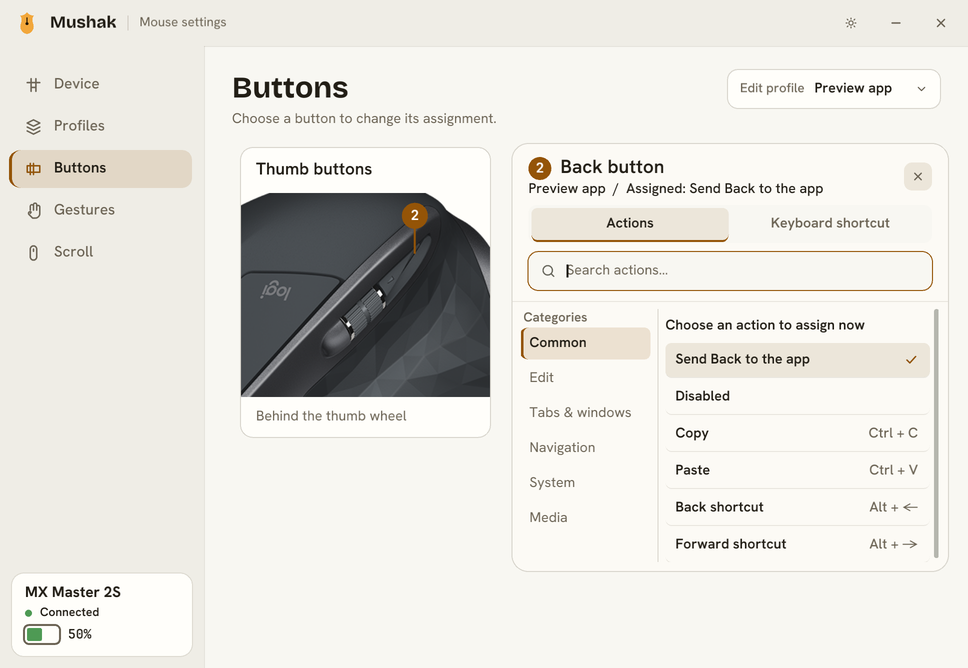 Mushak | Mouse settings
Device
Profiles
Buttons
Gestures
Scroll
MX Master 2S
Connected
50%
Buttons
Choose a button to change its assignment.
Edit profile Preview app
Thumb buttons
2
logi
Behind the thumb wheel
2 Back button
Preview app / Assigned: Send Back to the app
Actions
Keyboard shortcut
Search actions...
Categories
Common
Edit
Tabs & windows
Navigation
System
Media
Choose an action to assign now
Send Back to the app
Disabled
Copy Ctrl + C
Paste Ctrl + V
Back shortcut Alt + ←
Forward shortcut Alt + →